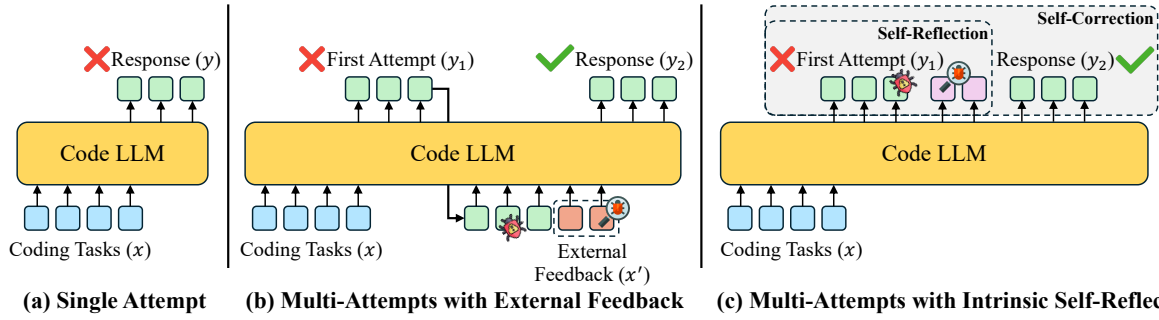 Response (y)
Code LLM
Coding Tasks (x)
(a) Single Attempt
First Attempt (y₁)
Response (y₂)
Code LLM
Coding Tasks (x)
External
Feedback (x′)
(b) Multi-Attempts with External Feedback
Self-Correction
Self-Reflection
First Attempt (y₁)
Response (y₂)
Code LLM
Coding Tasks (x)
(c) Multi-Attempts with Intrinsic Self-Reflec